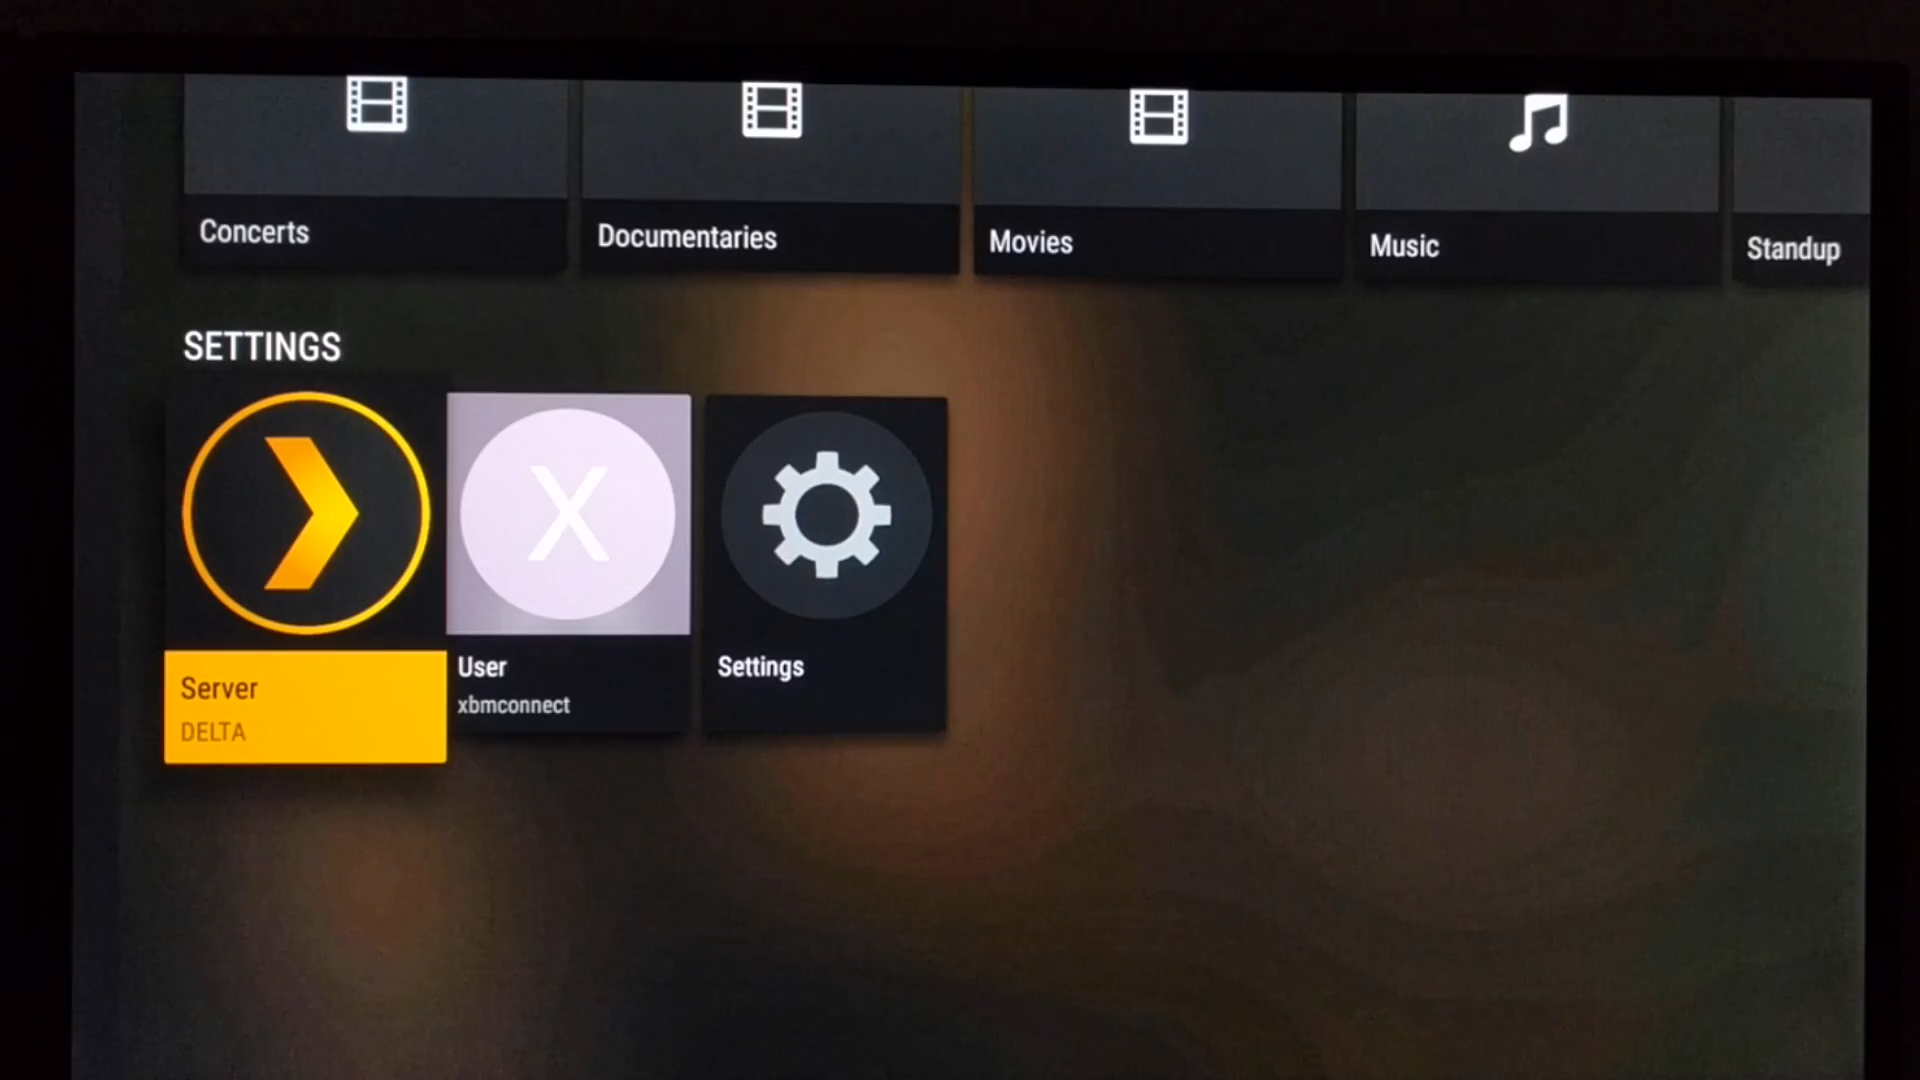 Concerts
Documentaries
Movies
Music
Standup
SETTINGS
X
Server
DELTA
User
xbmconnect
Settings